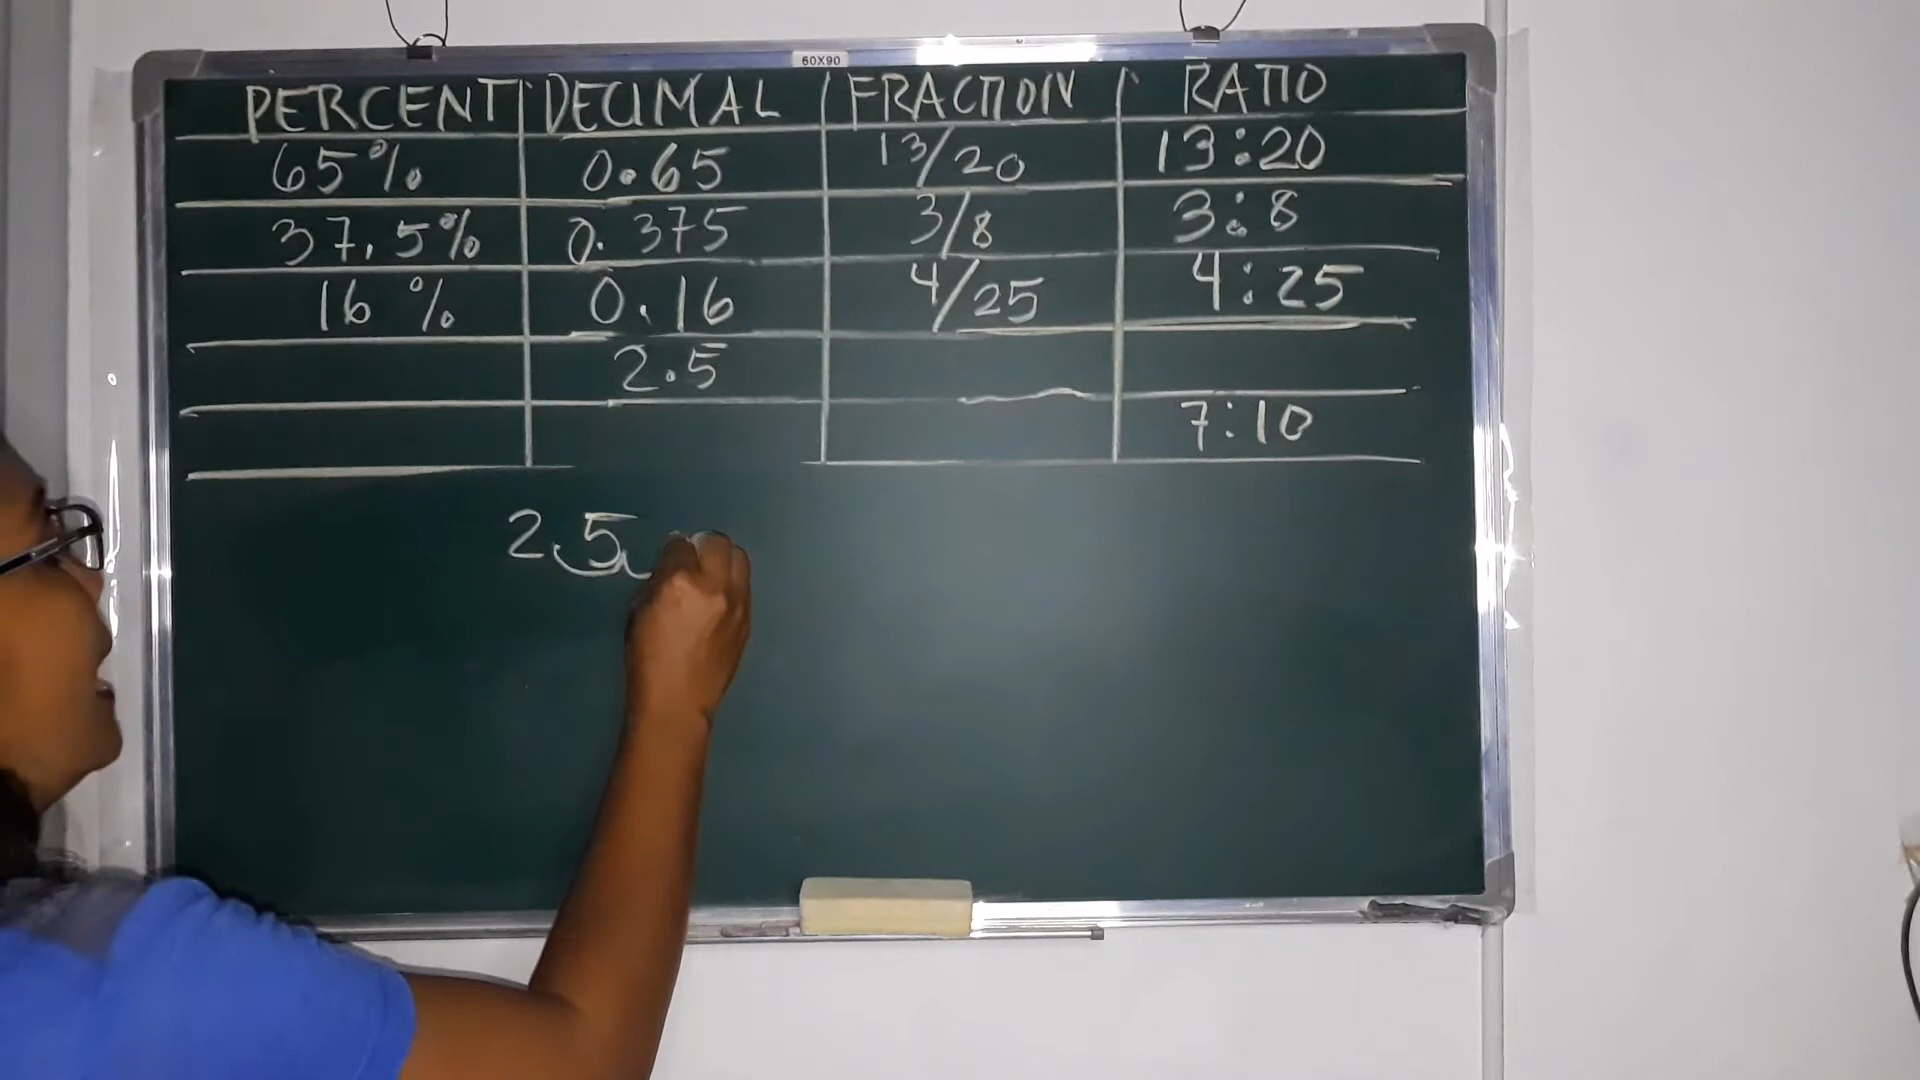 60X90
PERCENT DECIMAL FRACTION RATIO
65% 0.65 13/20 13:20
37.5% 0.375 3/8 3:8
16% 0.16 4/25 4:25
2.5
7:10
2.5